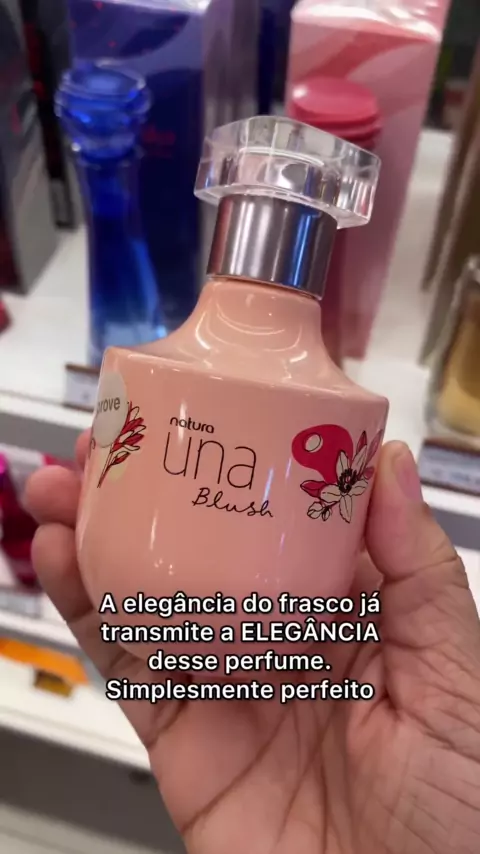 prove
natura
una
Blush
A elegância do frasco já
transmite a ELEGÂNCIA
desse perfume.
Simplesmente perfeito